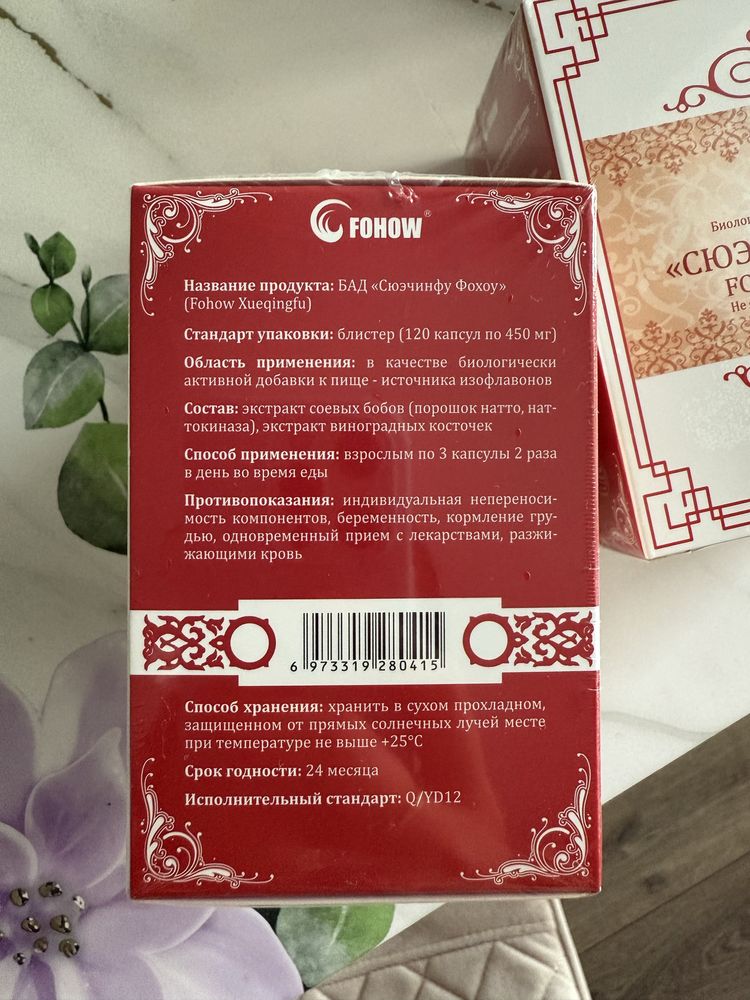 FOHOW®
Название продукта: БАД «Сюэчинфу Фохоу»
(Fohow Xueqingfu)
Стандарт упаковки: блистер (120 капсул по 450 мг)
Область применения: в качестве биологически
активной добавки к пище - источника изофлавонов
Состав: экстракт соевых бобов (порошок натто, нат-
токиназа), экстракт виноградных косточек
Способ применения: взрослым по 3 капсулы 2 раза
в день во время еды
Противопоказания: индивидуальная непереноси-
мость компонентов, беременность, кормление гру-
дью, одновременный прием с лекарствами, разжи-
жающими кровь
6 973319 280415
Способ хранения: хранить в сухом прохладном,
защищенном от прямых солнечных лучей месте
при температуре не выше +25°C
Срок годности: 24 месяца
Исполнительный стандарт: Q/YD12
Биолог
«СЮЭЧ
FO
Не